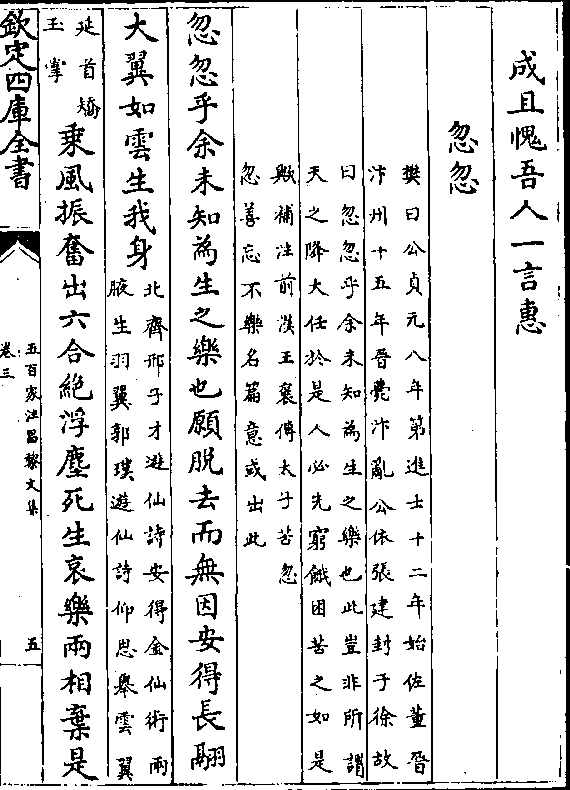 成且愧吾人一言惠
忽忽
樊曰公貞元八年第進士十二年始佐董晉
汴州十五年晉薨汴亂公依張建封于徐故
曰忽忽乎余未知為生之樂也此豈非所謂
天之降大任於是人必先窮餓困苦之如是
歟補注前漢王襃傳太子苦忽
忽善忘不樂名篇意或出此
忽忽乎余未知為生之樂也願脱去而無因安得長翮
大翼如雲生我身
北齊邢子才遊仙詩安得金仙術兩
腋生羽翼郭璞遊仙詩仰思舉雲翼
延首矯
玉掌
乘風振奮出六合絶浮塵死生哀樂兩相棄是
欽定四庫全書
五百家注昌黎文集
卷三
五